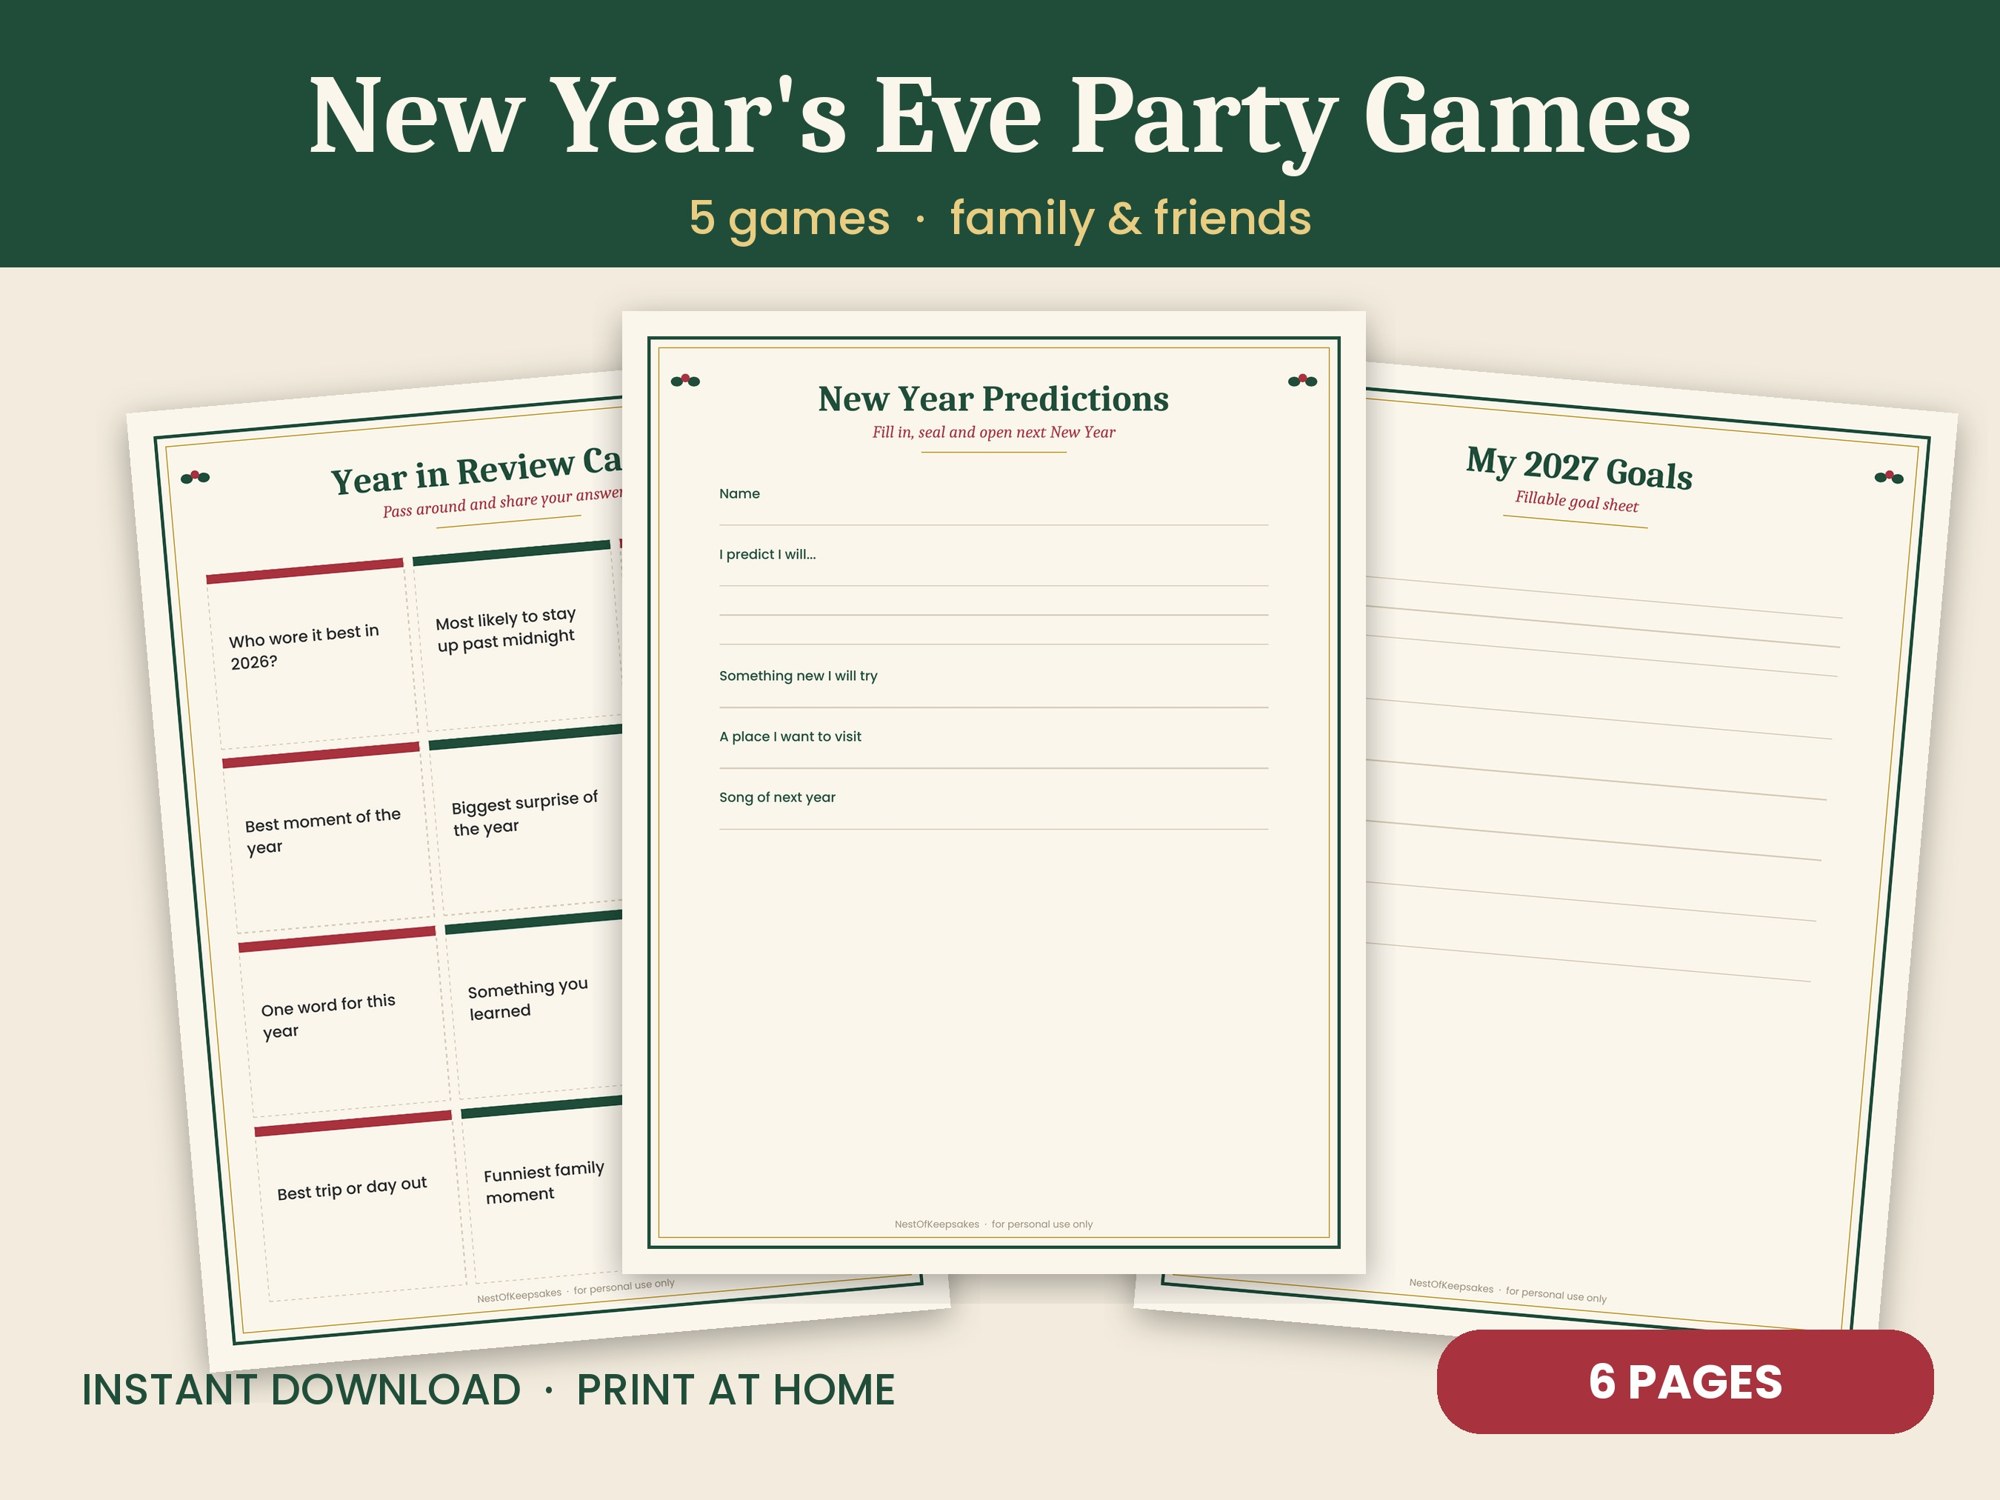 New Year's Eve Party Games
5 games · family & friends
Year in Review
Pass around and share your
Who wore it best in
2026?
Most likely to stay
up past midnight
Best moment of the
year
Biggest surprise of
the year
One word for this
year
Something you
learned
Best trip or day out
Funniest family
moment
NestOfKeepsakes · for personal use only
New Year Predictions
Fill in, seal and open next New Year
Name
I predict I will...
Something new I will try
A place I want to visit
Song of next year
NestOfKeepsakes · for personal use only
My 2027 Goals
Fillable goal sheet
NestOfKeepsakes · for personal use only
INSTANT DOWNLOAD · PRINT AT HOME
6 PAGES